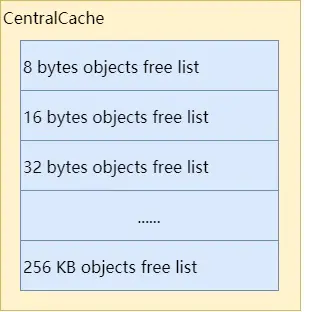 CentralCache
8 bytes objects free list
16 bytes objects free list
32 bytes objects free list
......
256 KB objects free list